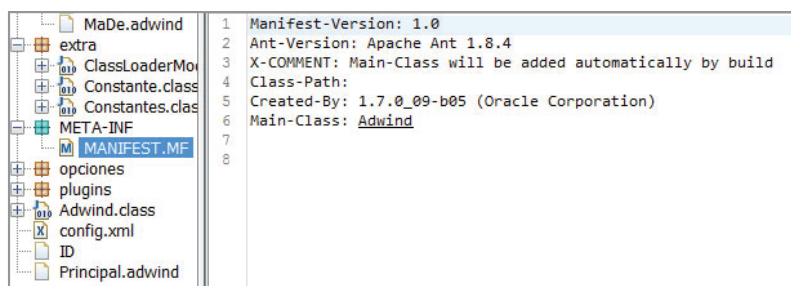 MaDe.adwind
extra
ClassLoaderMo
Constante.class
Constantes.clas
META-INF
MANIFEST.MF
opciones
plugins
Adwind.class
config.xml
ID
Principal.adwind
1 Manifest-Version: 1.0
2 Ant-Version: Apache Ant 1.8.4
3 X-COMMENT: Main-Class will be added automatically by build
4 Class-Path:
5 Created-By: 1.7.0_09-b05 (Oracle Corporation)
6 Main-Class: Adwind
7
8